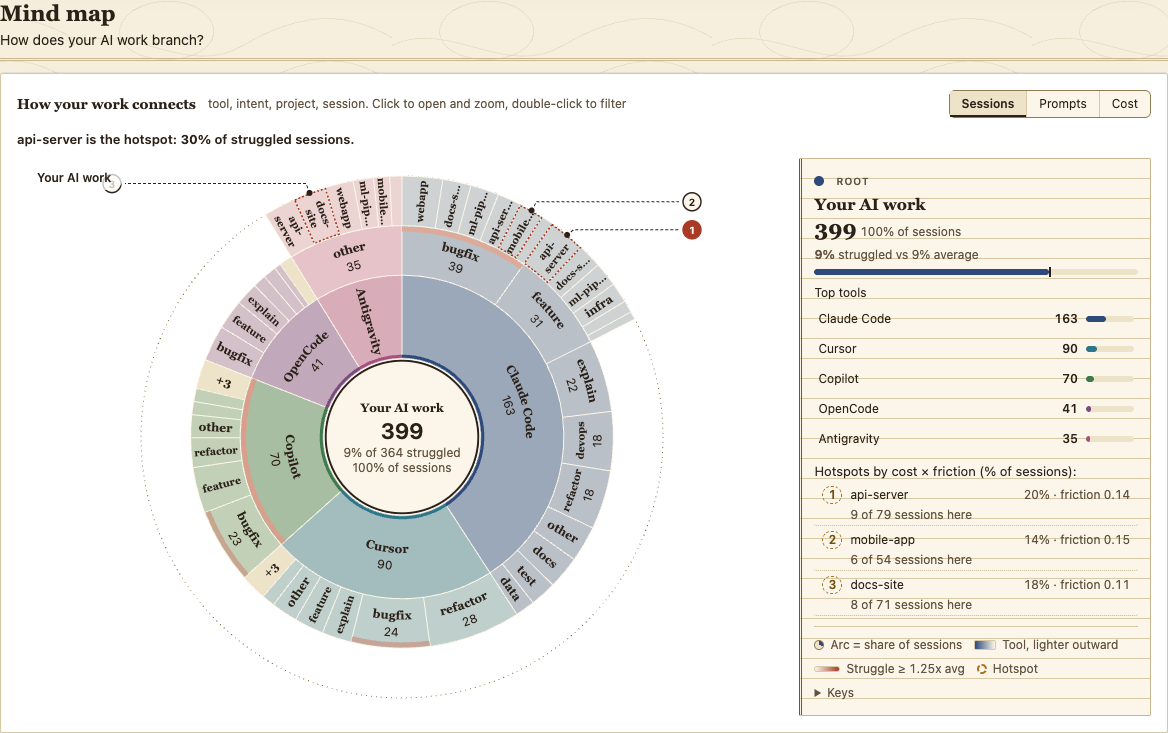 Mind map
How does your AI work branch?
How your work connects tool, intent, project, session. Click to open and zoom, double-click to filter
Sessions Prompts Cost
api-server is the hotspot: 30% of struggled sessions.
Your AI work
3
2
1
api-server
docs-site
webapp
ml-pip...
mobile...
webapp
docs-s...
ml-pip...
api-ser...
mobile...
api-server
docs-s...
ml-pip...
infra
other
35
bugfix
39
feature
31
explain
22
devops
18
refactor
18
other
docs
test
data
refactor
28
bugfix
24
explain
feature
other
+3
bugfix
23
feature
refactor
other
+3
bugfix
feature
explain
Antigravity
OpenCode
41
Claude Code
163
Copilot
70
Cursor
90
Your AI work
399
9% of 364 struggled
100% of sessions
ROOT
Your AI work
399 100% of sessions
9% struggled vs 9% average
Top tools
Claude Code 163
Cursor 90
Copilot 70
OpenCode 41
Antigravity 35
Hotspots by cost × friction (% of sessions):
1 api-server 20% · friction 0.14
9 of 79 sessions here
2 mobile-app 14% · friction 0.15
6 of 54 sessions here
3 docs-site 18% · friction 0.11
8 of 71 sessions here
Arc = share of sessions Tool, lighter outward
Struggle ≥ 1.25x avg Hotspot
Keys